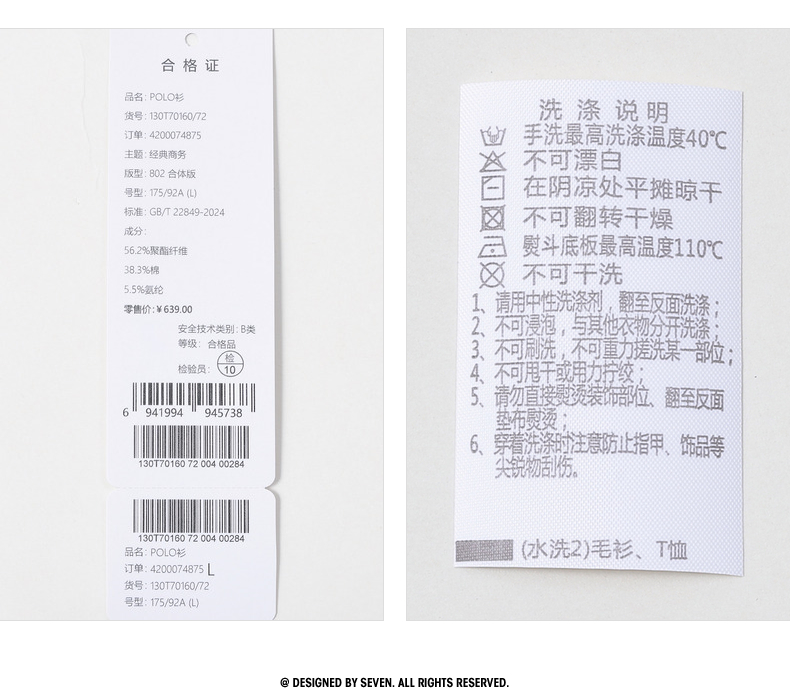 合格证
品名: POLO衫
货号: 130T70160/72
订单: 4200074875
主题: 经典商务
版型: 802 合体版
号型: 175/92A (L)
标准: GB/T 22849-2024
成分:
56.2%聚酯纤维
38.3%棉
5.5%氨纶
零售价: ¥ 639.00
安全技术类别: B类
等级: 合格品
检验员: 检 10
6 941994 945738
130T70160 72 004 00284
130T70160 72 004 00284
品名: POLO衫
订单: 4200074875 L
货号: 130T70160/72
号型: 175/92A (L)
洗涤说明
手洗最高洗涤温度40℃
不可漂白
在阴凉处平摊晾干
不可翻转干燥
熨斗底板最高温度110℃
不可干洗
1、请用中性洗涤剂，翻至反面洗涤；
2、不可浸泡，与其他衣物分开洗涤；
3、不可刷洗，不可重力搓洗某一部位；
4、不可甩干或用力拧绞；
5、请勿直接熨烫装饰部位、翻至反面
垫布熨烫；
6、穿着洗涤时注意防止指甲、饰品等
尖锐物刮伤。
(水洗2)毛衫、T恤
@ DESIGNED BY SEVEN. ALL RIGHTS RESERVED.